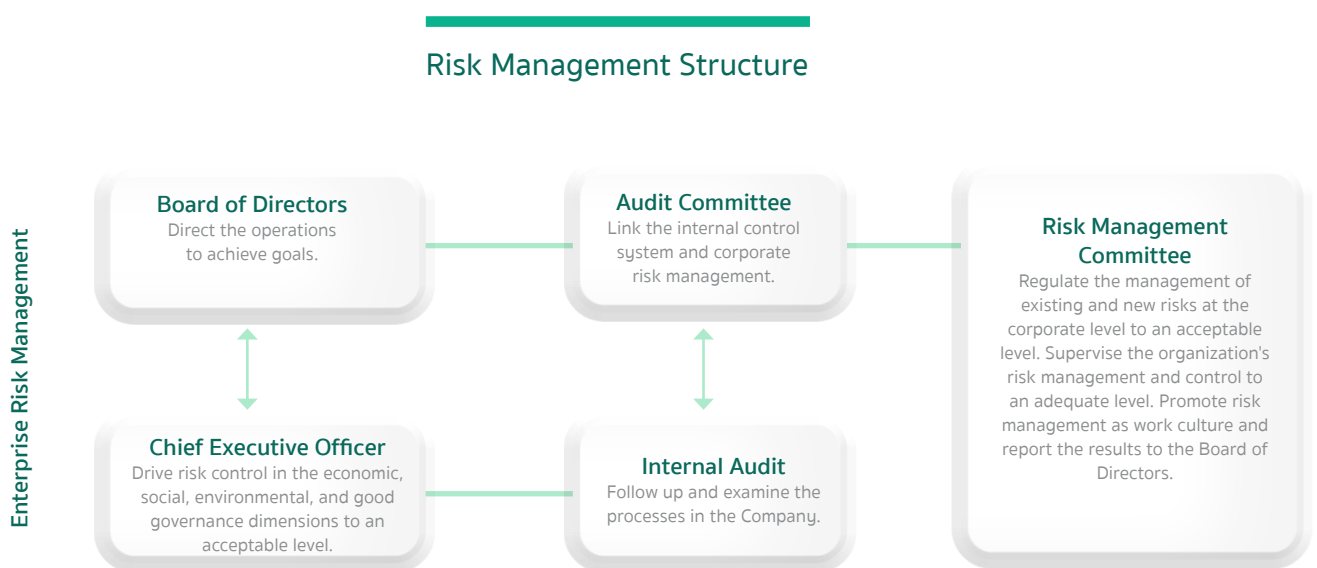 Risk Management Structure
Enterprise Risk Management
Board of Directors
Direct the operations
to achieve goals.
Audit Committee
Link the internal control
system and corporate
risk management.
Risk Management
Committee
Regulate the management of
existing and new risks at the
corporate level to an acceptable
level. Supervise the organization's
risk management and control to
an adequate level. Promote risk
management as work culture and
report the results to the Board of
Directors.
Chief Executive Officer
Drive risk control in the economic,
social, environmental, and good
governance dimensions to an
acceptable level.
Internal Audit
Follow up and examine the
processes in the Company.